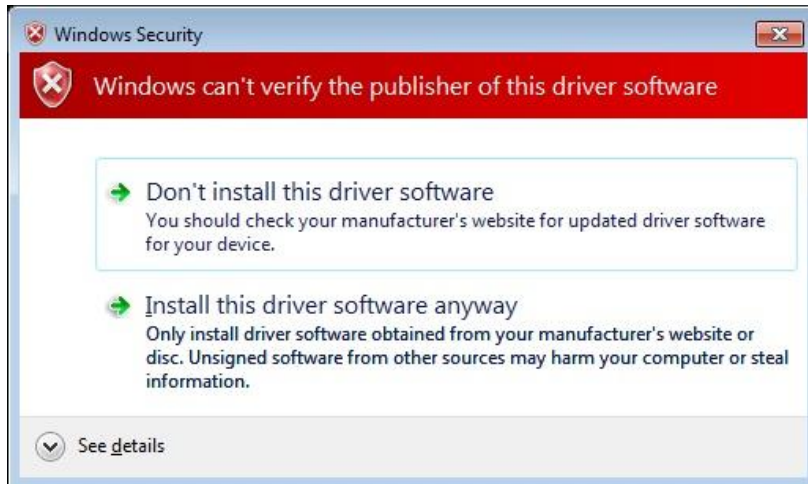 Windows Security
Windows can't verify the publisher of this driver software
Don't install this driver software
You should check your manufacturer's website for updated driver software
for your device.
Install this driver software anyway
Only install driver software obtained from your manufacturer's website or
disc. Unsigned software from other sources may harm your computer or steal
information.
See details